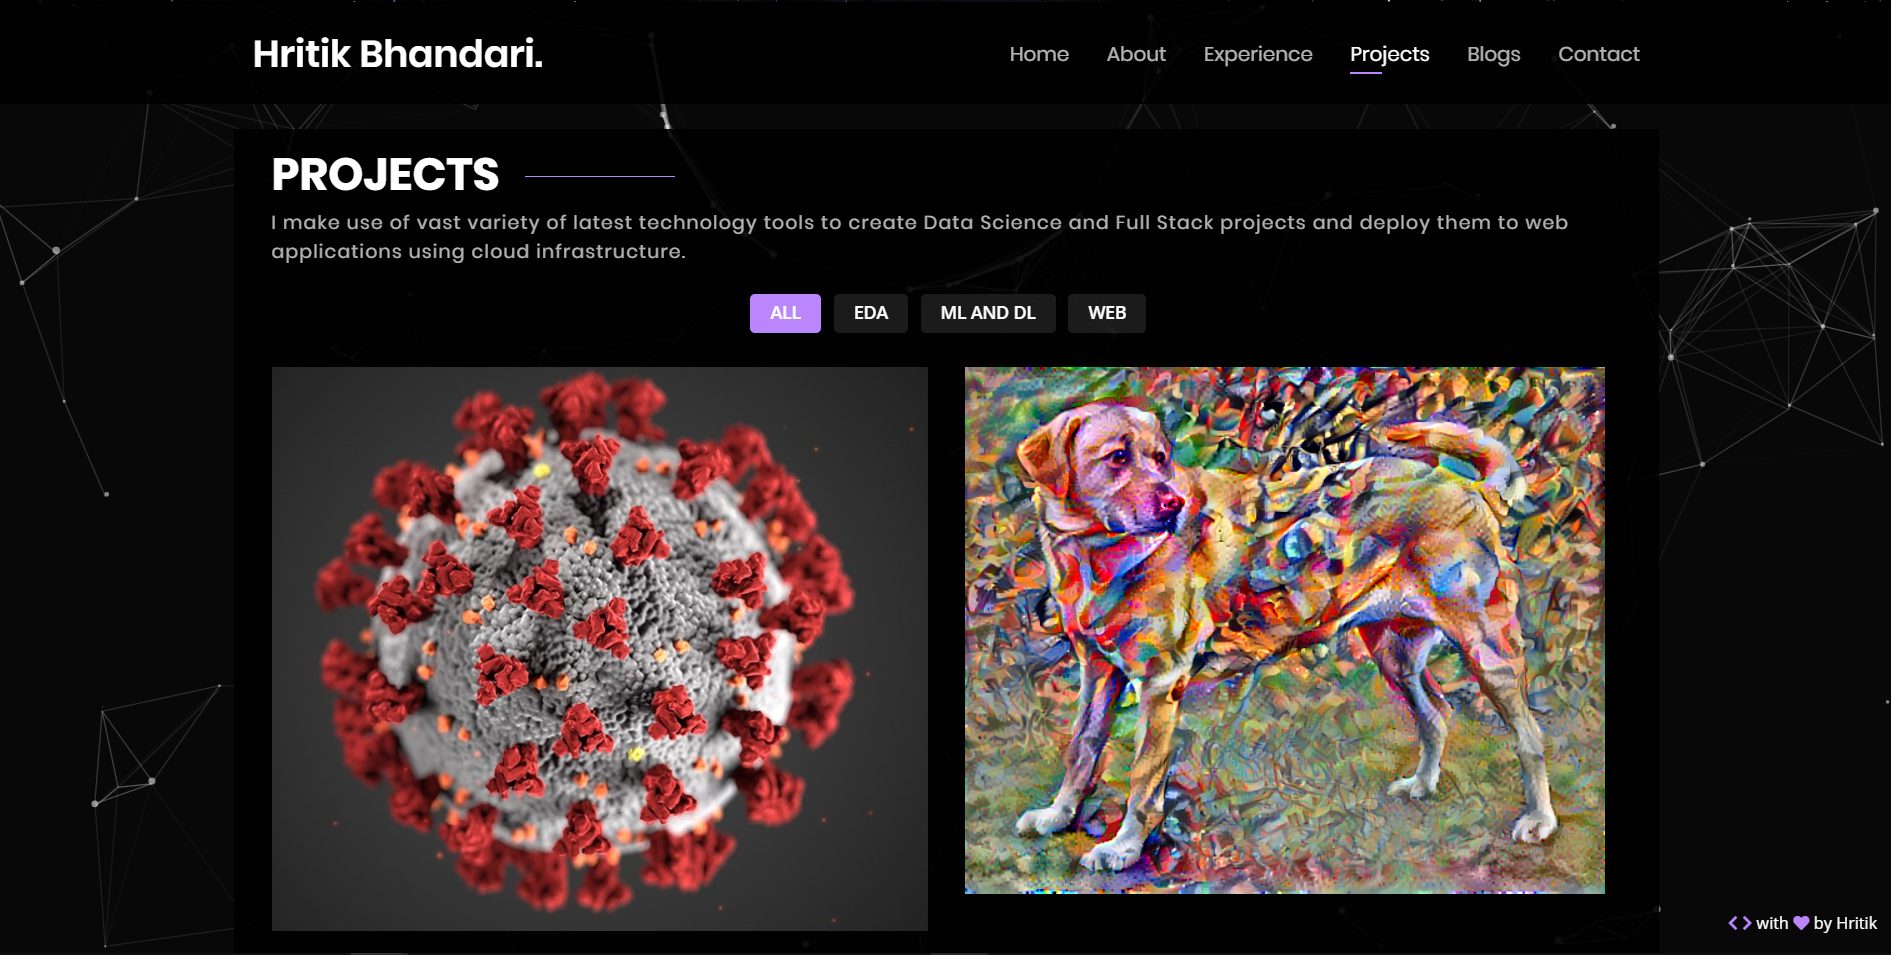 Hritik Bhandari.
Home About Experience Projects Blogs Contact
PROJECTS
I make use of vast variety of latest technology tools to create Data Science and Full Stack projects and deploy them to web
applications using cloud infrastructure.
ALL EDA ML AND DL WEB
<> with 💜 by Hritik